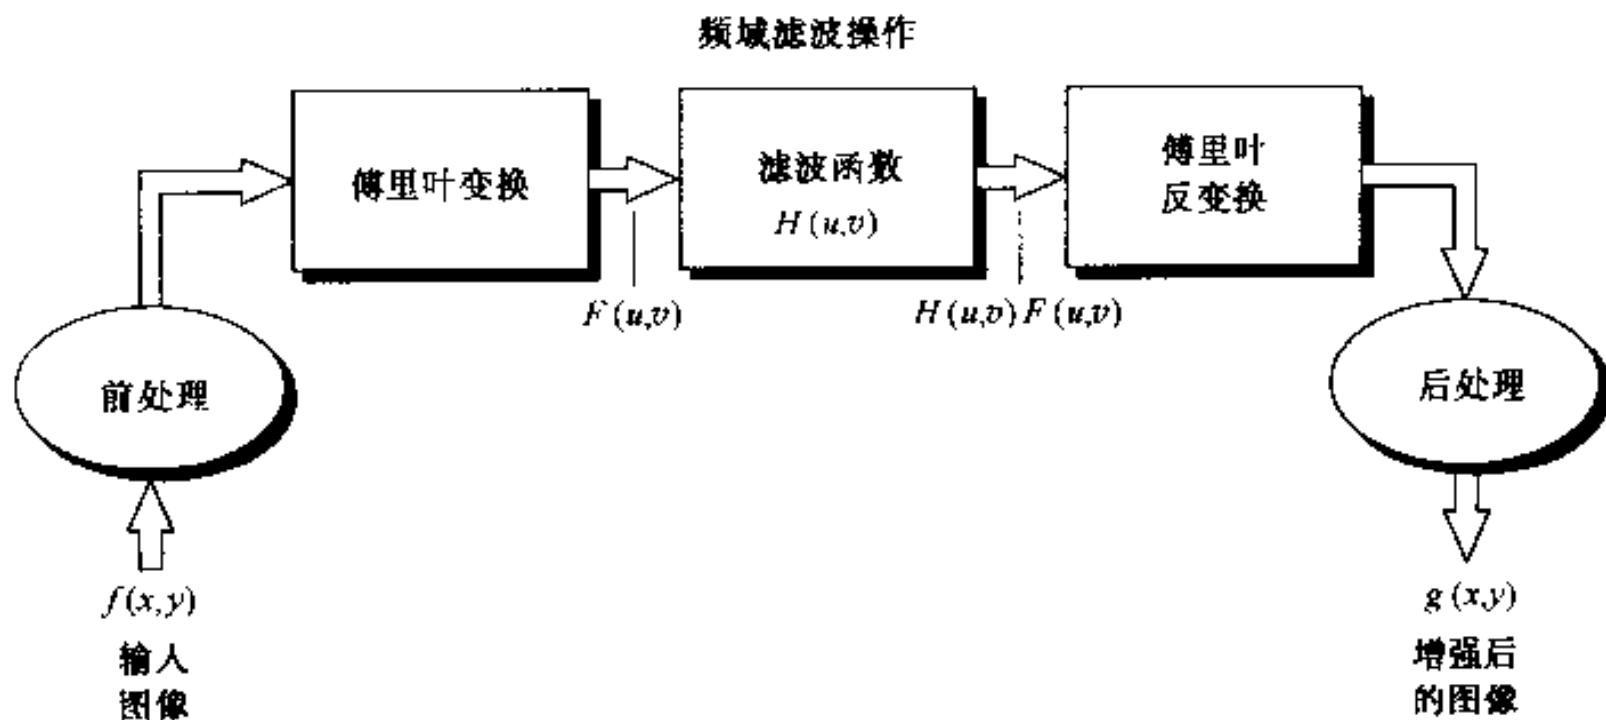 频域滤波操作
傅里叶变换
滤波函数
H(u,v)
傅里叶
反变换
F(u,v)
H(u,v)F(u,v)
前处理
后处理
f(x,y)
输入
图像
g(x,y)
增强后
的图像